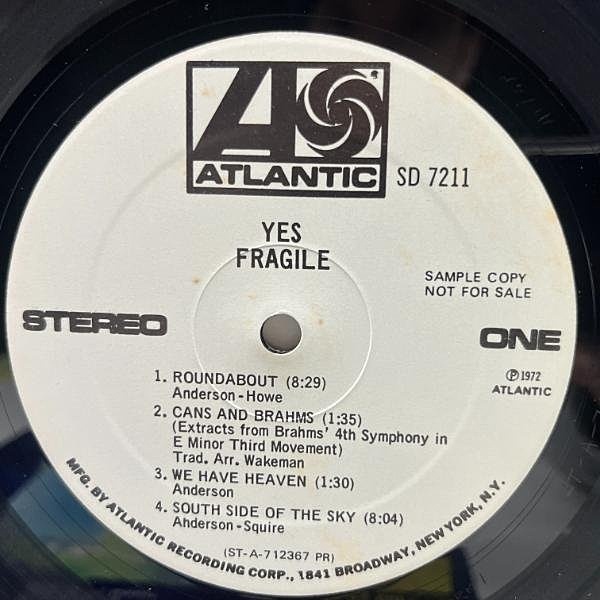 ATLANTIC
SD 7211
YES
FRAGILE
SAMPLE COPY
NOT FOR SALE
STEREO
ONE
Ⓟ1972
ATLANTIC
1. ROUNDABOUT (8:29)
Anderson-Howe
2. CANS AND BRAHMS (1:35)
(Extracts from Brahms' 4th Symphony in
E Minor Third Movement)
Trad. Arr. Wakeman
3. WE HAVE HEAVEN (1:30)
Anderson
4. SOUTH SIDE OF THE SKY (8:04)
Ahderson-Squire
(ST-A-712367 PR)
MFG. BY ATLANTIC RECORDING CORP., 1841 BROADWAY, NEW YORK, N.Y.